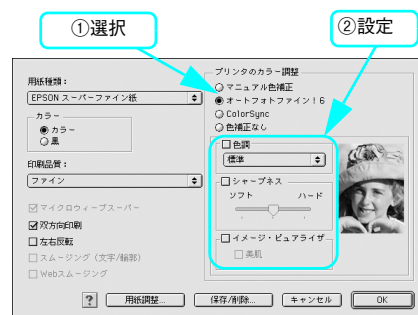 ①選択
②設定
用紙種類：
EPSON スーパーファイン紙
カラー
カラー
黒
印刷品質：
ファイン
マイクロウィーブスーパー
双方向印刷
左右反転
スムージング（文字/輪郭）
Webスムージング
プリンタのカラー調整
マニュアル色補正
オートフォトファイン！6
ColorSync
色補正なし
色調
標準
シャープネス
ソフト ハード
イメージ・ピュアライザ
美肌
?
用紙調整...
保存/削除...
キャンセル
OK